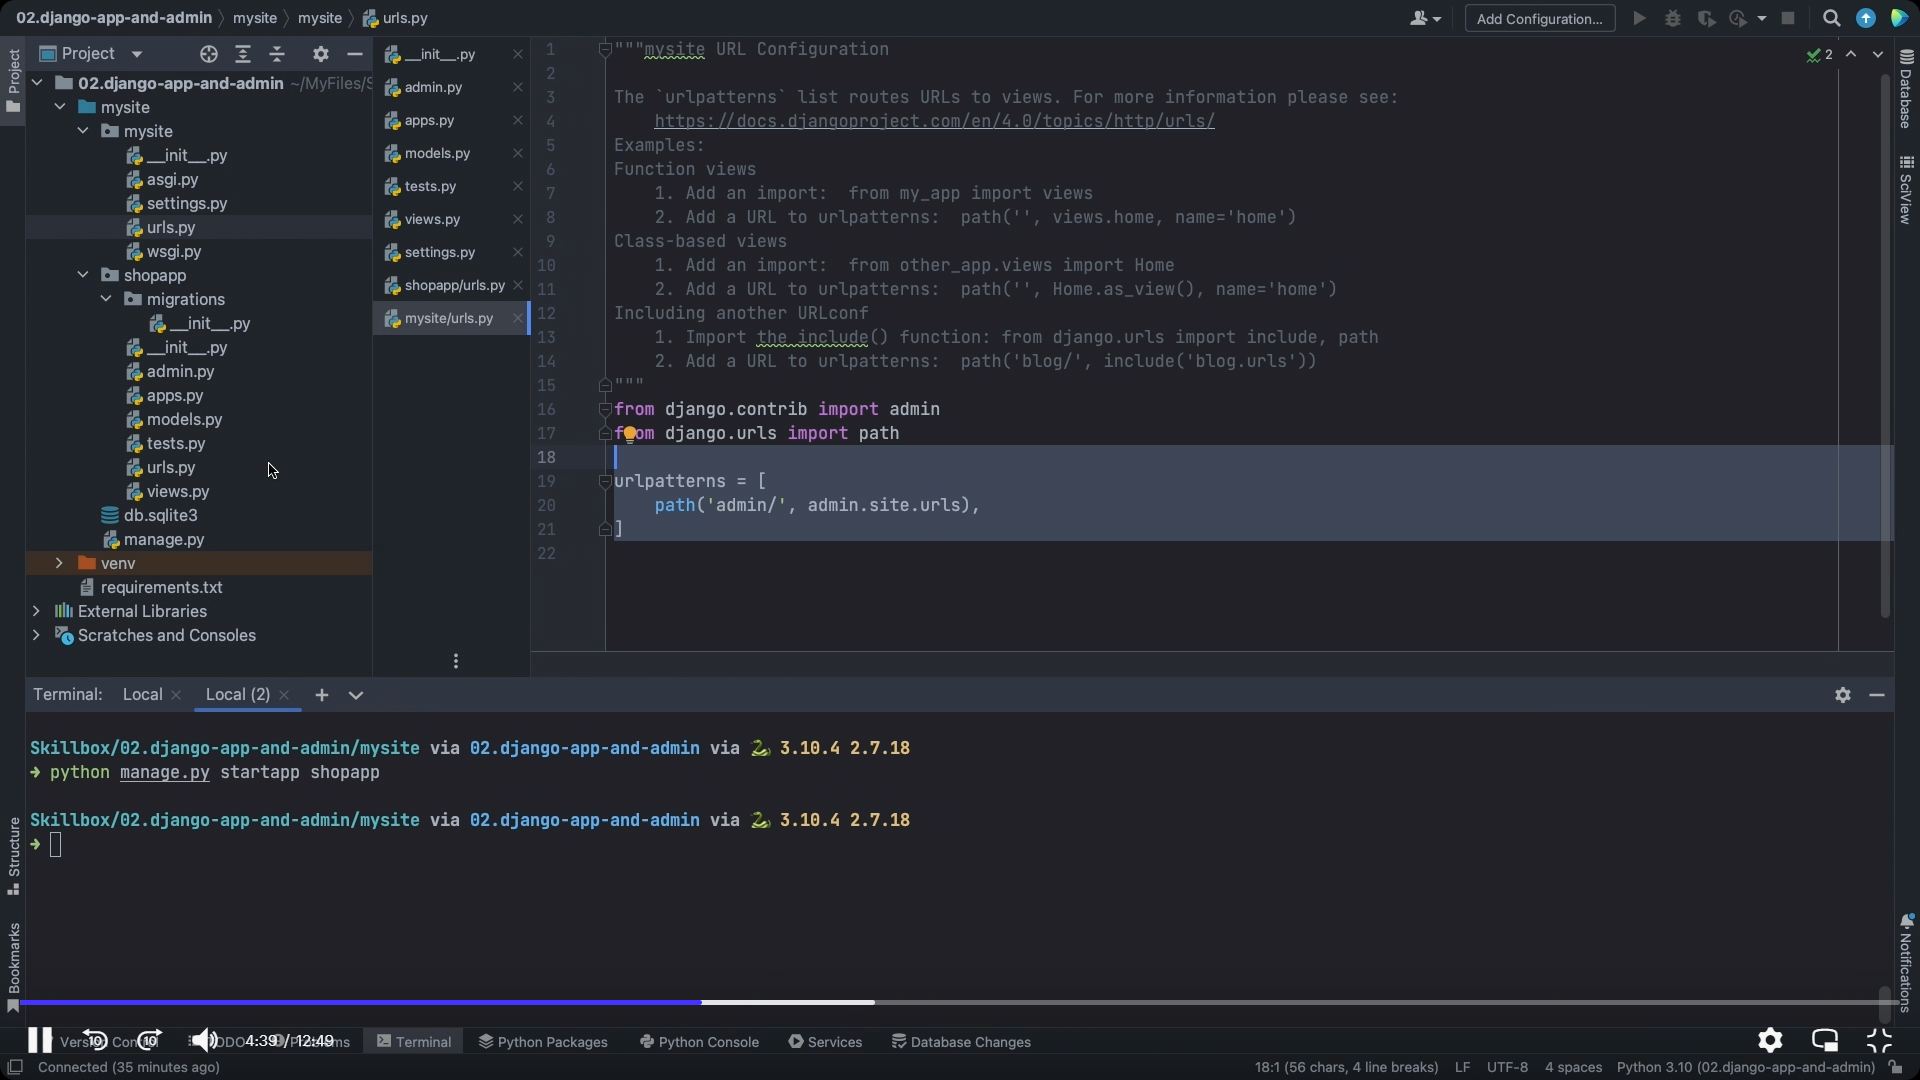 02.django-app-and-admin mysite mysite urls.py
Add Configuration...
Project
Project
02.django-app-and-admin ~/MyFiles/S
mysite
mysite
__init__.py
asgi.py
settings.py
urls.py
wsgi.py
shopapp
migrations
__init__.py
__init__.py
admin.py
apps.py
models.py
tests.py
urls.py
views.py
db.sqlite3
manage.py
venv
requirements.txt
External Libraries
Scratches and Consoles
__init__.py
admin.py
apps.py
models.py
tests.py
views.py
settings.py
shopapp/urls.py
mysite/urls.py
1 """mysite URL Configuration
2
3 The `urlpatterns` list routes URLs to views. For more information please see:
4 https://docs.djangoproject.com/en/4.0/topics/http/urls/
5 Examples:
6 Function views
7 1. Add an import:  from my_app import views
8 2. Add a URL to urlpatterns:  path('', views.home, name='home')
9 Class-based views
10 1. Add an import:  from other_app.views import Home
11 2. Add a URL to urlpatterns:  path('', Home.as_view(), name='home')
12 Including another URLconf
13 1. Import the include() function: from django.urls import include, path
14 2. Add a URL to urlpatterns:  path('blog/', include('blog.urls'))
15 """
16 from django.contrib import admin
17 from django.urls import path
18
19 urlpatterns = [
20 path('admin/', admin.site.urls),
21 ]
22
2
Database
SciView
Notifications
Terminal: Local Local (2)
Skillbox/02.django-app-and-admin/mysite via 02.django-app-and-admin via 3.10.4 2.7.18
→ python manage.py startapp shopapp
Skillbox/02.django-app-and-admin/mysite via 02.django-app-and-admin via 3.10.4 2.7.18
→
Structure
Bookmarks
10 10 4:39 / 12:49
Terminal Python Packages Python Console Services Database Changes
Connected (35 minutes ago) 18:1 (56 chars, 4 line breaks) LF UTF-8 4 spaces Python 3.10 (02.django-app-and-admin)